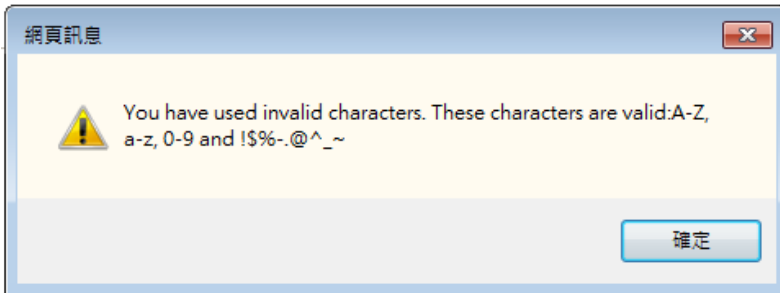 網頁訊息
You have used invalid characters. These characters are valid:A-Z,
a-z, 0-9 and !$%-.@^_~
確定